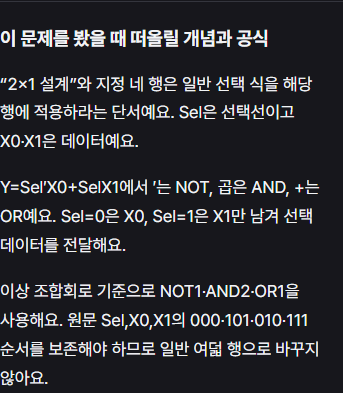 이 문제를 봤을 때 떠올릴 개념과 공식
“2×1 설계”와 지정 네 행은 일반 선택 식을 해당
행에 적용하라는 단서예요. Sel은 선택선이고
X0·X1은 데이터예요.
Y=Sel′X0+SelX1에서 ′는 NOT, 곱은 AND, +는
OR예요. Sel=0은 X0, Sel=1은 X1만 남겨 선택
데이터를 전달해요.
이상 조합회로 기준으로 NOT1·AND2·OR1을
사용해요. 원문 Sel,X0,X1의 000·101·010·111
순서를 보존해야 하므로 일반 여덟 행으로 바꾸지
않아요.